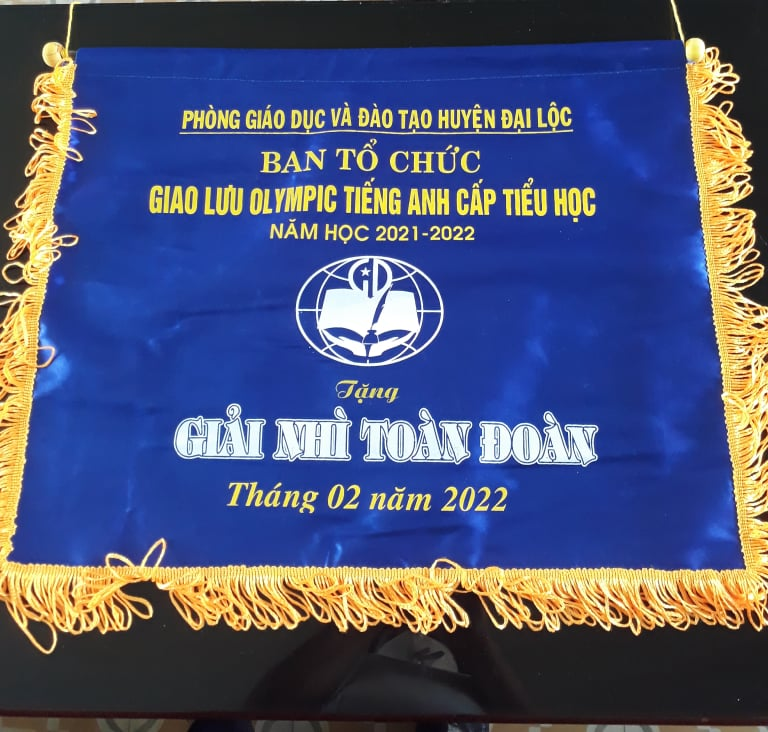 PHÒNG GIÁO DỤC VÀ ĐÀO TẠO HUYỆN ĐẠI LỘC
BAN TỔ CHỨC
GIAO LƯU OLYMPIC TIẾNG ANH CẤP TIỂU HỌC
NĂM HỌC 2021-2022
GD
Tặng
GIẢI NHÌ TOÀN ĐOÀN
Tháng 02 năm 2022